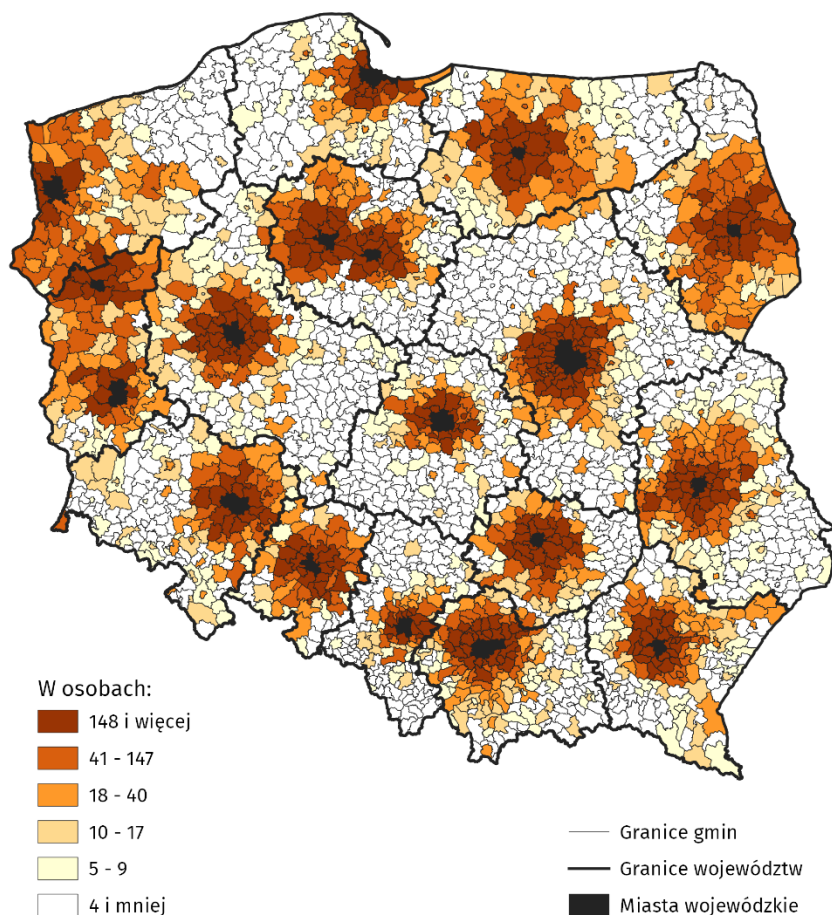 W osobach:
148 i więcej
41 - 147
18 - 40
10 - 17
5 - 9
4 i mniej
Granice gmin
Granice województw
Miasta wojewódzkie